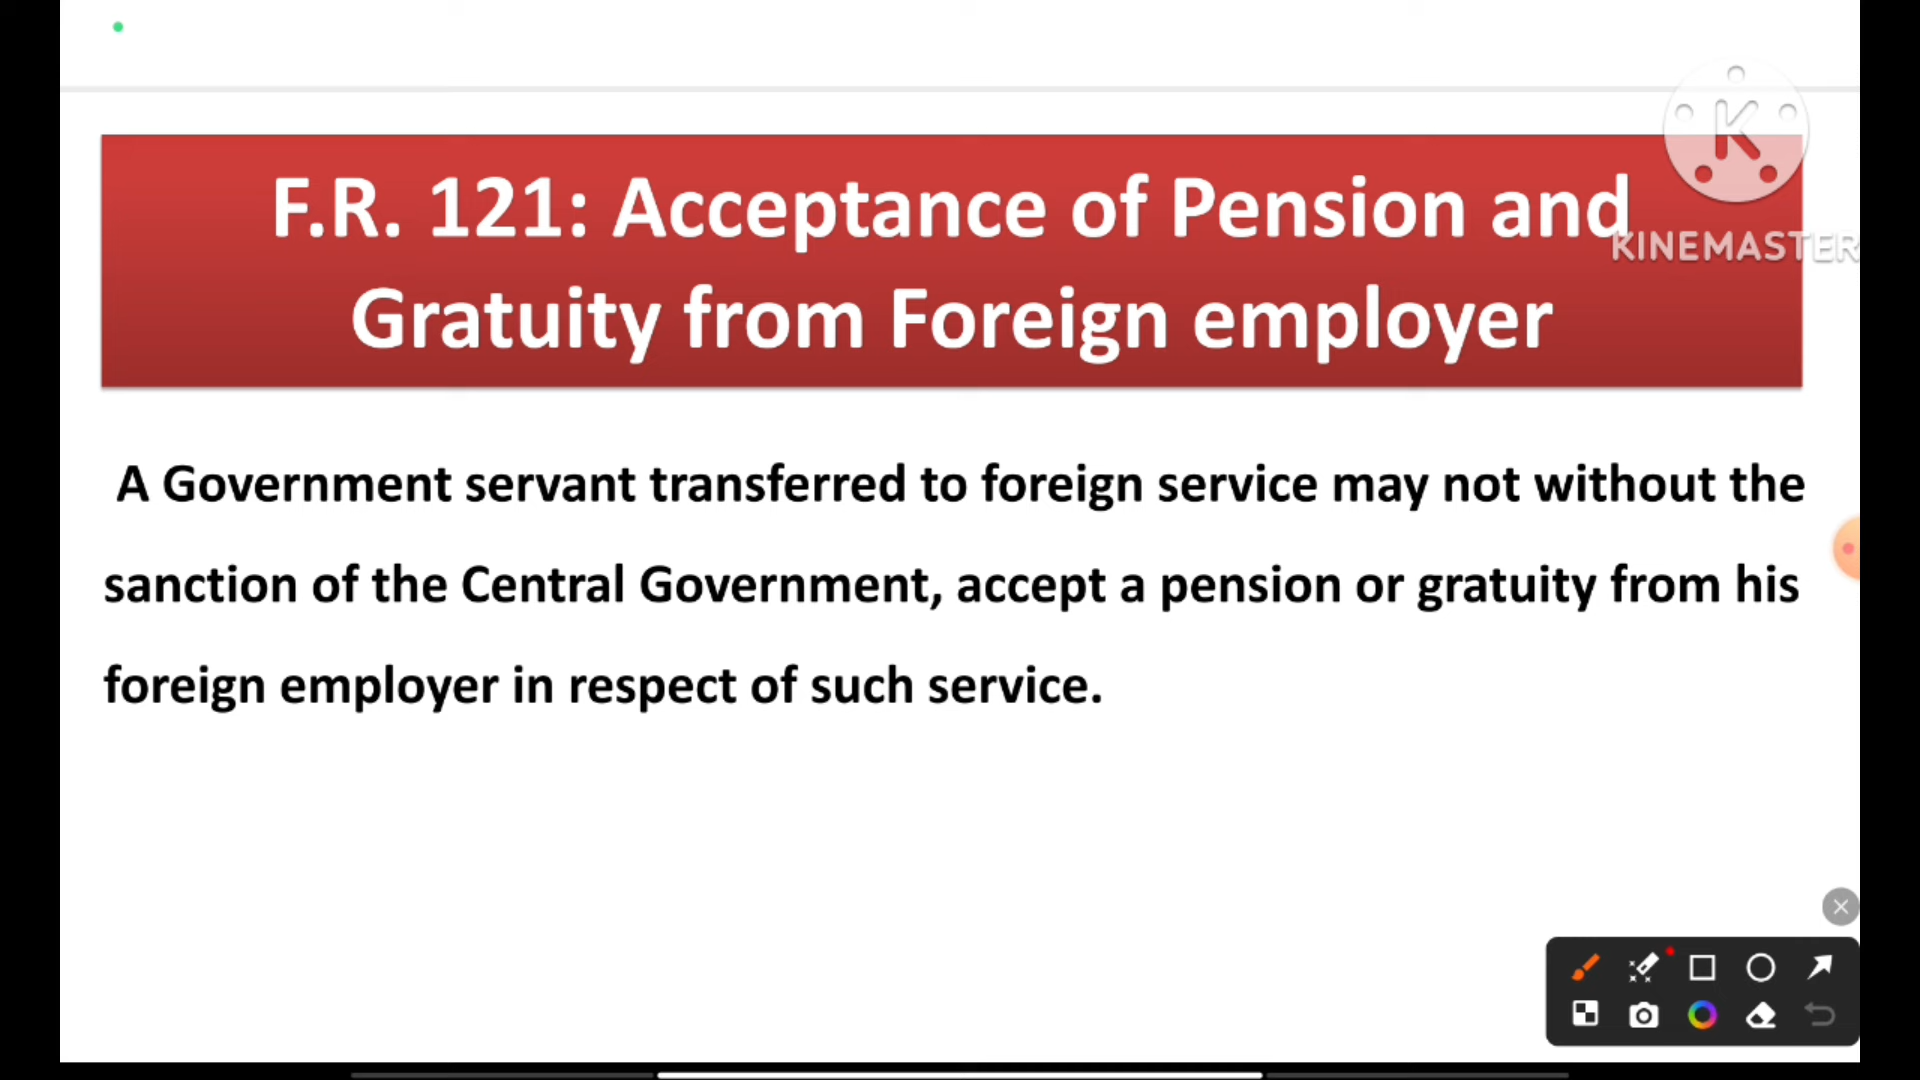 F.R. 121: Acceptance of Pension and
Gratuity from Foreign employer
KINEMASTER
A Government servant transferred to foreign service may not without the
sanction of the Central Government, accept a pension or gratuity from his
foreign employer in respect of such service.